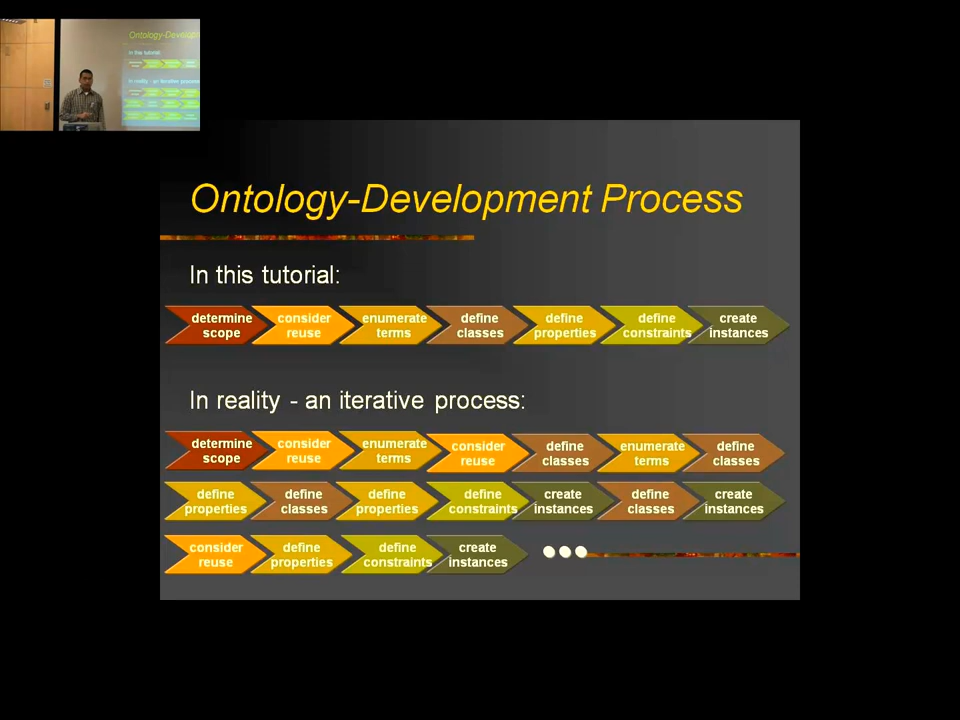 Ontology-Development Process
In this tutorial:
determine scope
consider reuse
enumerate terms
define classes
define properties
define constraints
create instances
In reality - an iterative process:
determine scope
consider reuse
enumerate terms
consider reuse
define classes
enumerate terms
define classes
define properties
define classes
define properties
define constraints
create instances
define classes
create instances
consider reuse
define properties
define constraints
create instances
●●●